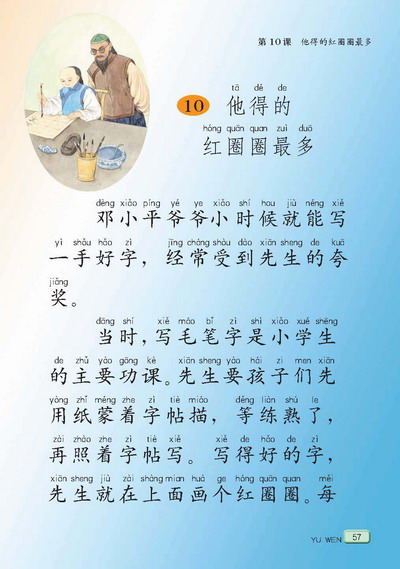 第10课 他得的红圈圈最多
tā dé de
10 他得的
hóng quān quan zuì duō
红圈圈最多
dèng xiǎo píng yé ye xiǎo shí hou jiù néng xiě
邓小平爷爷小时候就能写
yì shǒu hǎo zì jīng cháng shòu dào xiān sheng de kuā
一手好字，经常受到先生的夸
jiǎng
奖。
dāng shí xiě máo bǐ zì shì xiǎo xué shēng
当时，写毛笔字是小学生
de zhǔ yào gōng kè xiān sheng yào hái zi men xiān
的主要功课。先生要孩子们先
yòng zhǐ méng zhe zì tiè miáo děng liàn shú le
用纸蒙着字帖描，等练熟了，
zài zhào zhe zì tiè xiě xiě de hǎo de zì
再照着字帖写。写得好的字，
xiān sheng jiù zài shàng mian huà ge hóng quān quan měi
先生就在上面画个红圈圈。每
YU WEN 57